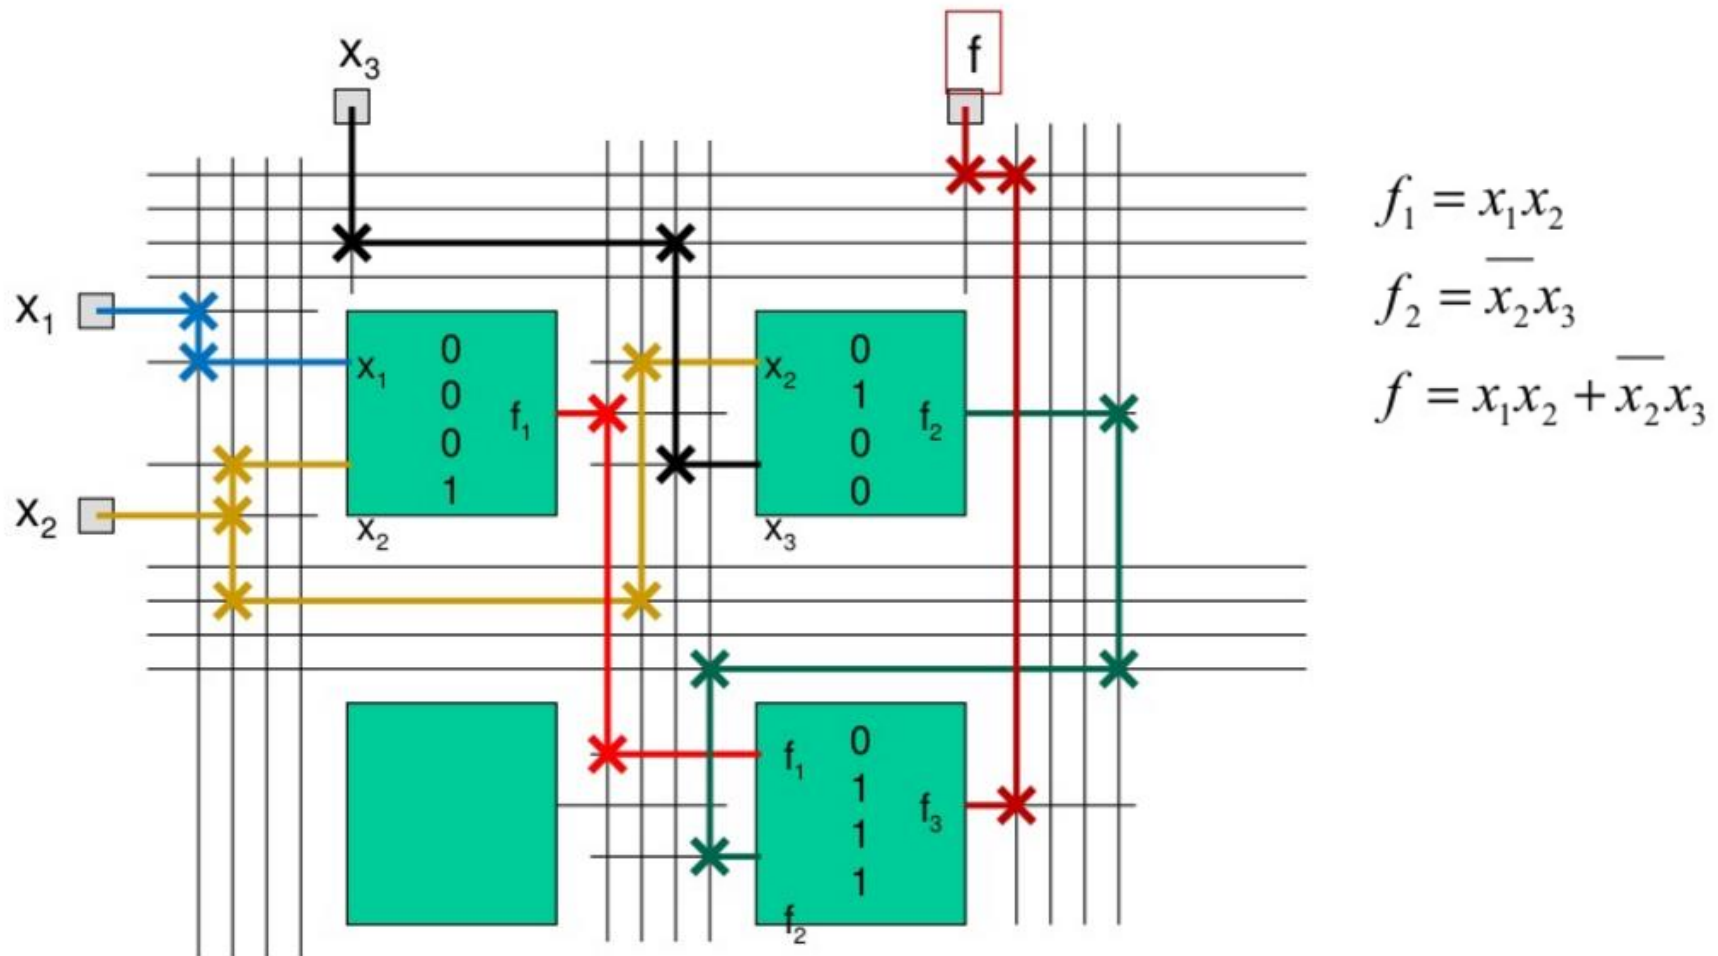 x₃
f
f₁ = x₁x₂
f₂ = x̅₂x₃
f = x₁x₂ + x̅₂x₃
x₁
x₁
0
0
0
1
f₁
x₂
0
1
0
0
f₂
x₂
x₂
x₃
f₁
0
1
1
1
f₃
f₂